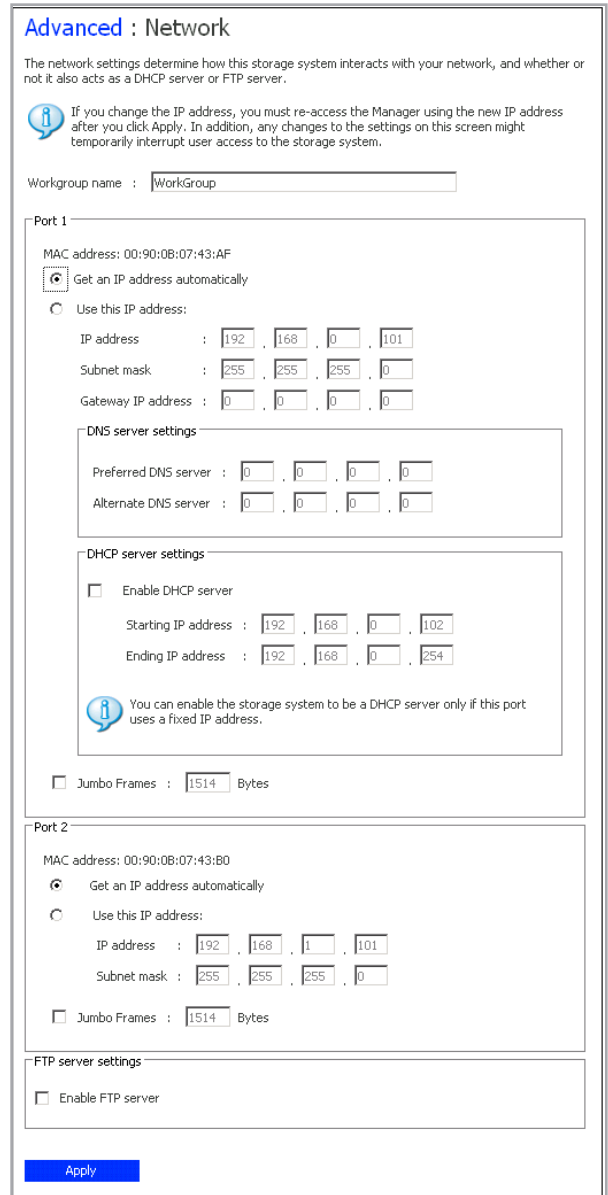 Advanced : Network
The network settings determine how this storage system interacts with your network, and whether or
not it also acts as a DHCP server or FTP server.
If you change the IP address, you must re-access the Manager using the new IP address
after you click Apply. In addition, any changes to the settings on this screen might
temporarily interrupt user access to the storage system.
Workgroup name : WorkGroup
Port 1
MAC address: 00:90:0B:07:43:AF
Get an IP address automatically
Use this IP address:
IP address : 192 . 168 . 0 . 101
Subnet mask : 255 . 255 . 255 . 0
Gateway IP address : 0 . 0 . 0 . 0
DNS server settings
Preferred DNS server : 0 . 0 . 0 . 0
Alternate DNS server : 0 . 0 . 0 . 0
DHCP server settings
Enable DHCP server
Starting IP address : 192 . 168 . 0 . 102
Ending IP address : 192 . 168 . 0 . 254
You can enable the storage system to be a DHCP server only if this port
uses a fixed IP address.
Jumbo Frames : 1514 Bytes
Port 2
MAC address: 00:90:0B:07:43:B0
Get an IP address automatically
Use this IP address:
IP address : 192 . 168 . 1 . 101
Subnet mask : 255 . 255 . 255 . 0
Jumbo Frames : 1514 Bytes
FTP server settings
Enable FTP server
Apply